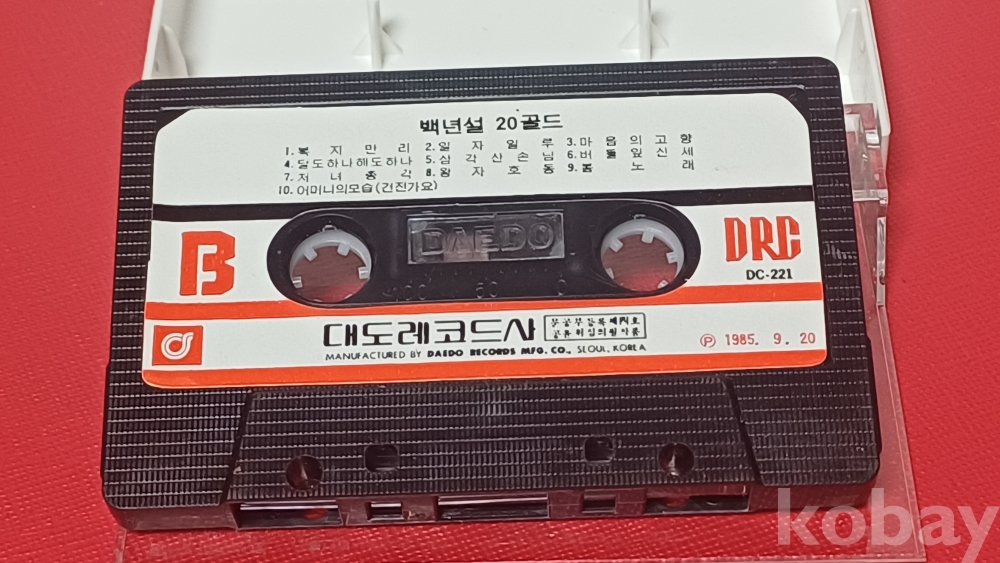 백년설 20골드
1. 복지만리 2. 일자일루 3. 마음의고향
4. 달도하나해도하나 5. 삼각산손님 6. 버들잎신세
7. 처녀총각 8. 왕자호동 9. 봄노래
10. 어머니의모습(건전가요)
B
DAEDO
DRC
DC-221
100 50 0
대도레코드사
MANUFACTURED BY DAEDO RECORDS MFG. CO., SEOUL, KOREA
Ⓟ 1985. 9. 20
kobay